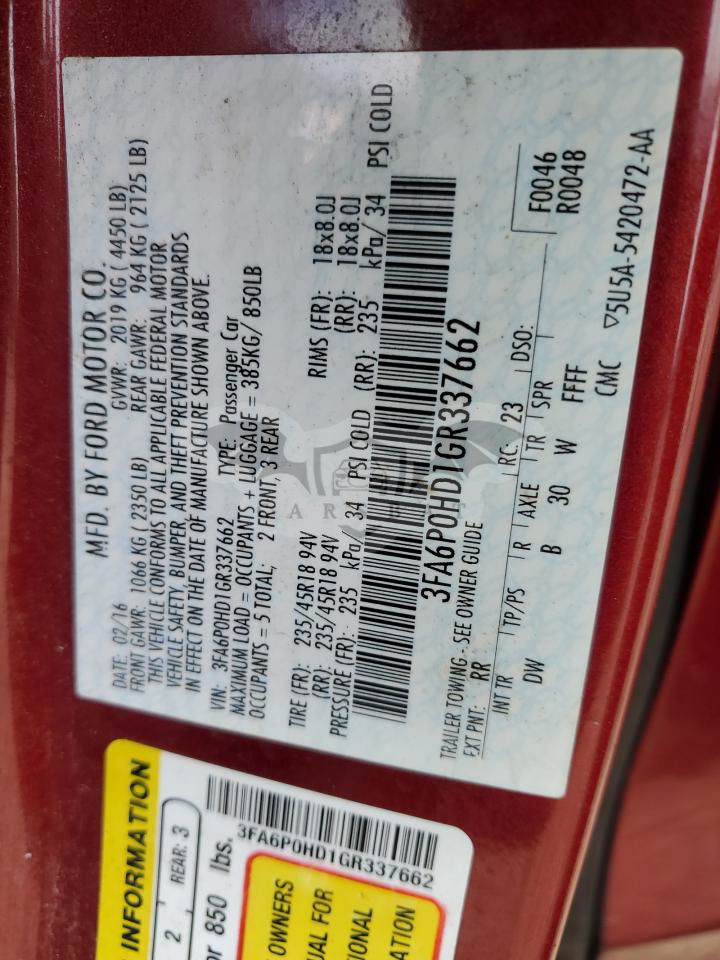 MFD. BY FORD MOTOR CO.
DATE: 02/16 GVWR: 2019 KG ( 4450 LB)
FRONT GAWR: 1066 KG ( 2350 LB) REAR GAWR: 964 KG ( 2125 LB)
THIS VEHICLE CONFORMS TO ALL APPLICABLE FEDERAL MOTOR
VEHICLE SAFETY, BUMPER, AND THEFT PREVENTION STANDARDS
IN EFFECT ON THE DATE OF MANUFACTURE SHOWN ABOVE.
VIN: 3FA6P0HD1GR337662 TYPE: Passenger Car
MAXIMUM LOAD = OCCUPANTS + LUGGAGE = 385KG/ 850LB
OCCUPANTS = 5 TOTAL; 2 FRONT, 3 REAR
TIRE (FR): 235/45R18 94V RIMS (FR): 18x8.0J
(RR): 235/45R18 94V (RR): 18x8.0J
PRESSURE (FR): 235 kPa/ 34 PSI COLD (RR): 235 kPa/ 34 PSI COLD
3FA6P0HD1GR337662
TRAILER TOWING - SEE OWNER GUIDE
EXT PNT: RR RC: 23 DSO: F0046
R0048
INT TR TP/PS R AXLE TR SPR
DW B 30 W FFFF
CMC ▽5U5A-5420472-AA
INFORMATION
2 REAR: 3
or 850 lbs.
3FA6P0HD1GR337662
OWNERS
UAL FOR
IONAL
ATION